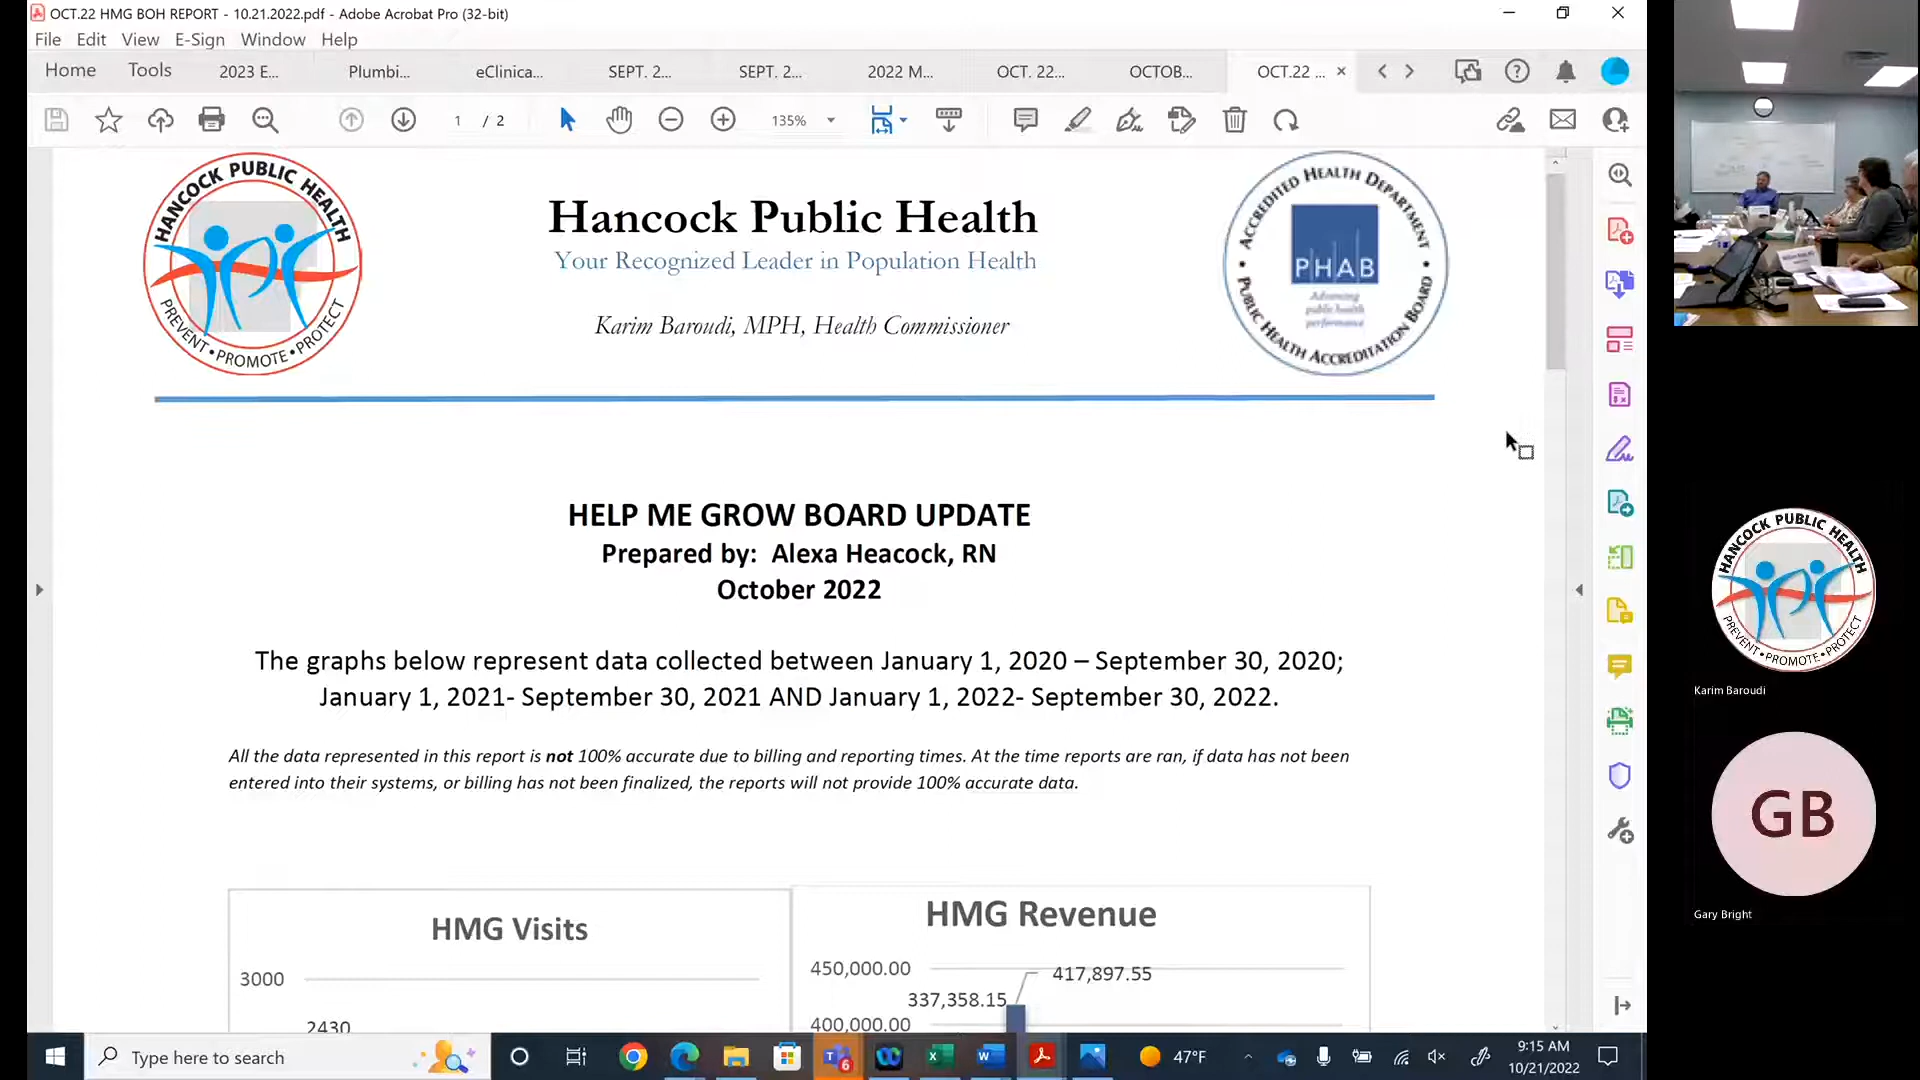 OCT.22 HMG BOH REPORT - 10.21.2022.pdf - Adobe Acrobat Pro (32-bit)
File Edit View E-Sign Window Help
Home Tools 2023 E... Plumbi... eClinica... SEPT. 2... SEPT. 2... 2022 M... OCT. 22... OCTOB... OCT.22 ...
1 / 2 135%
HANCOCK PUBLIC HEALTH
PREVENT • PROMOTE • PROTECT
Hancock Public Health
Your Recognized Leader in Population Health
Karim Baroudi, MPH, Health Commissioner
ACCREDITED HEALTH DEPARTMENT
PHAB
Advancing
public health
performance
PUBLIC HEALTH ACCREDITATION BOARD
HELP ME GROW BOARD UPDATE
Prepared by: Alexa Heacock, RN
October 2022
The graphs below represent data collected between January 1, 2020 – September 30, 2020;
January 1, 2021- September 30, 2021 AND January 1, 2022- September 30, 2022.
All the data represented in this report is not 100% accurate due to billing and reporting times. At the time reports are ran, if data has not been
entered into their systems, or billing has not been finalized, the reports will not provide 100% accurate data.
HMG Visits
3000
2430
HMG Revenue
450,000.00
417,897.55
337,358.15
400,000.00
HANCOCK PUBLIC HEALTH
PREVENT • PROMOTE • PROTECT
Karim Baroudi
GB
Gary Bright
Type here to search
6
47°F
9:15 AM
10/21/2022